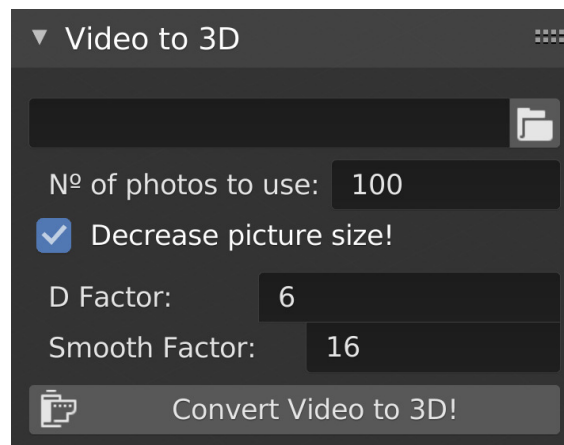 Video to 3D
Nº of photos to use: 100
Decrease picture size!
D Factor: 6
Smooth Factor: 16
Convert Video to 3D!